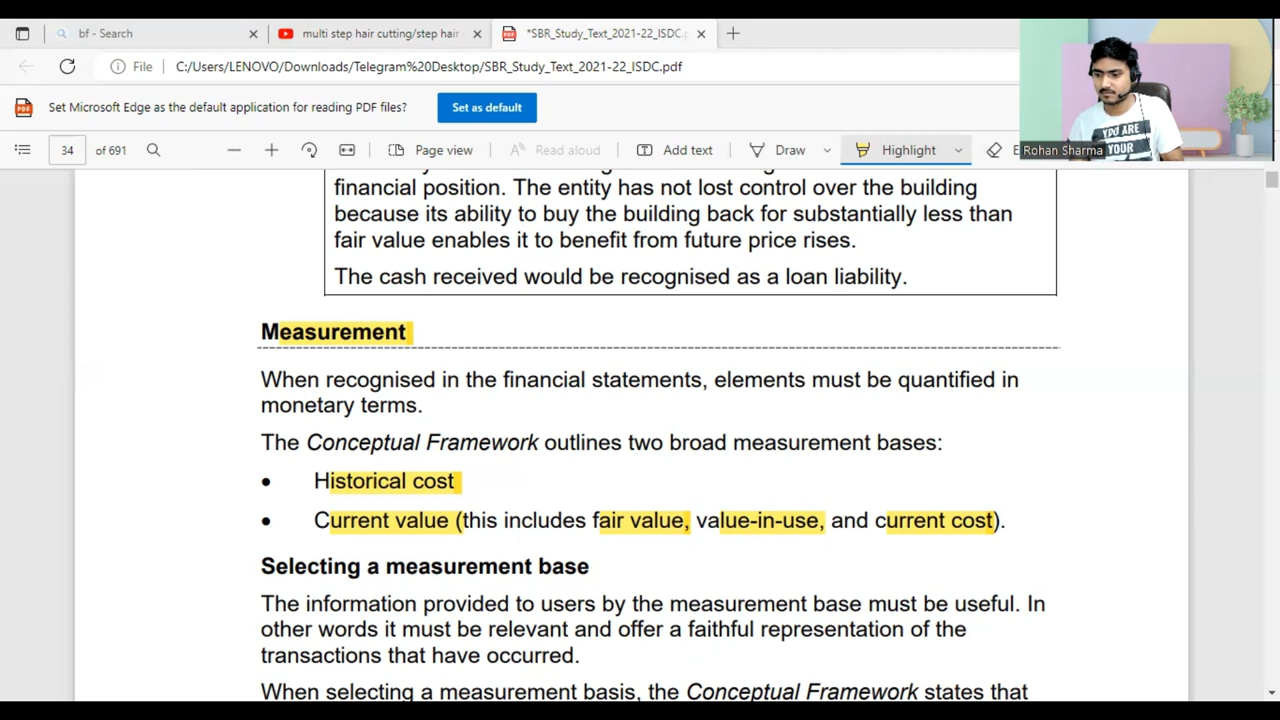 bf - Search
multi step hair cutting/step hair
*SBR_Study_Text_2021-22_ISDC.p
File
C:/Users/LENOVO/Downloads/Telegram%20Desktop/SBR_Study_Text_2021-22_ISDC.pdf
Set Microsoft Edge as the default application for reading PDF files?
Set as default
34 of 691
Page view
Read aloud
Add text
Draw
Highlight
YOU ARE
YOUR
Rohan Sharma
financial position. The entity has not lost control over the building
because its ability to buy the building back for substantially less than
fair value enables it to benefit from future price rises.
The cash received would be recognised as a loan liability.
Measurement
When recognised in the financial statements, elements must be quantified in
monetary terms.
The Conceptual Framework outlines two broad measurement bases:
• Historical cost
• Current value (this includes fair value, value-in-use, and current cost).
Selecting a measurement base
The information provided to users by the measurement base must be useful. In
other words it must be relevant and offer a faithful representation of the
transactions that have occurred.
When selecting a measurement basis, the Conceptual Framework states that